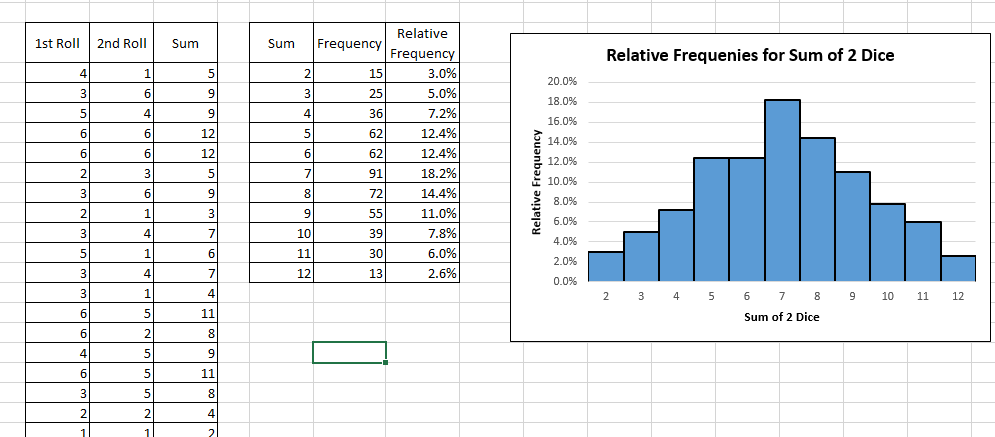 1st Roll 2nd Roll Sum
4 1 5
3 6 9
5 4 9
6 6 12
6 6 12
2 3 5
3 6 9
2 1 3
3 4 7
5 1 6
3 4 7
3 1 4
6 5 11
6 2 8
4 5 9
6 5 11
3 5 8
2 2 4
1 1 2
Sum Frequency Relative
Frequency
2 15 3.0%
3 25 5.0%
4 36 7.2%
5 62 12.4%
6 62 12.4%
7 91 18.2%
8 72 14.4%
9 55 11.0%
10 39 7.8%
11 30 6.0%
12 13 2.6%
Relative Frequenies for Sum of 2 Dice
Relative Frequency
20.0%
18.0%
16.0%
14.0%
12.0%
10.0%
8.0%
6.0%
4.0%
2.0%
0.0%
2 3 4 5 6 7 8 9 10 11 12
Sum of 2 Dice